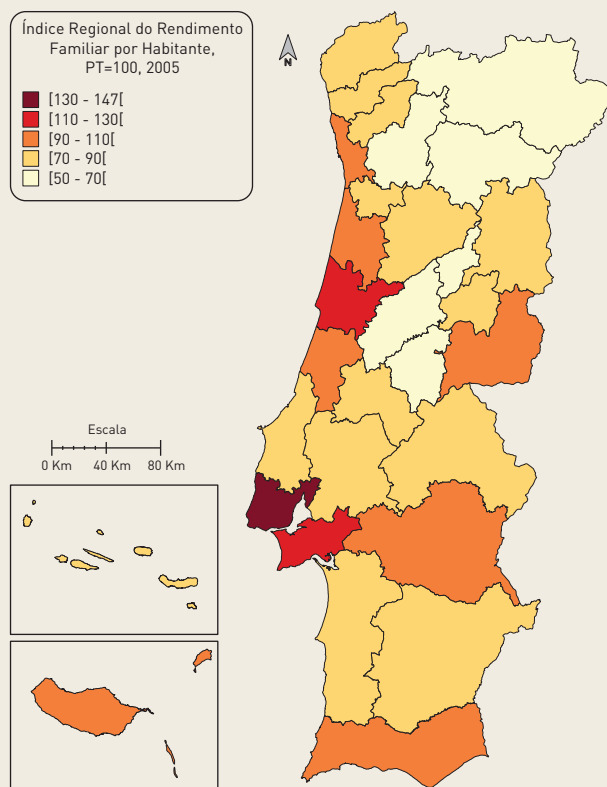 Índice Regional do Rendimento
Familiar por Habitante,
PT=100, 2005
[130 - 147[
[110 - 130[
[90 - 110[
[70 - 90[
[50 - 70[
N
Escala
0 Km 40 Km 80 Km